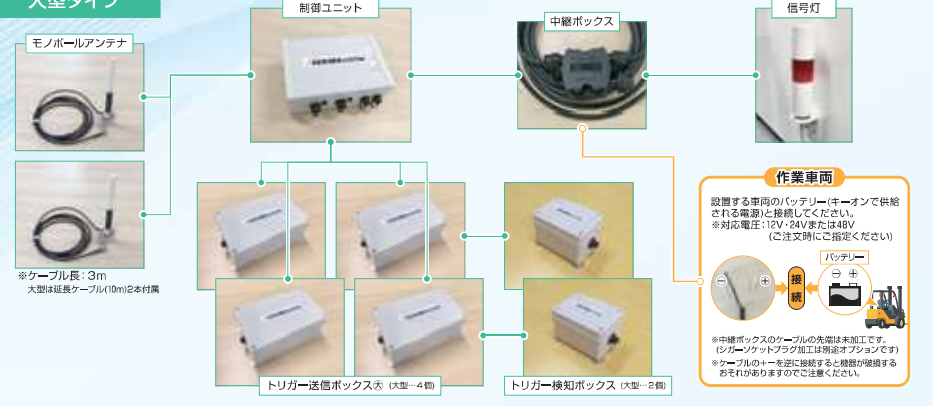 大型タイプ
モノポールアンテナ
制御ユニット
中継ボックス
信号灯
※ケーブル長：3m
大型は延長ケーブル(10m)2本付属
トリガー送信ボックス大 (大型…4個)
トリガー検知ボックス (大型…2個)
作業車両
設置する車両のバッテリー(キーオンで供給
される電源)と接続してください。
※対応電圧：12V・24Vまたは48V
(ご注文時にご指定ください)
バッテリー
⊖ ⊕
接続
⊖ ⊕
※中継ボックスのケーブルの先端は未加工です。
(シガーソケットプラグ加工は別途オプションです)
※ケーブルの＋－を逆に接続すると機器が破損する
おそれがありますのでご注意ください。